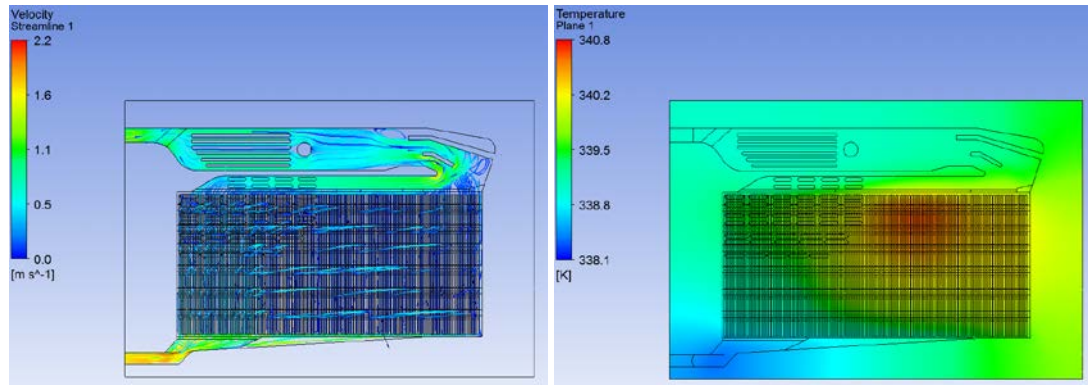 Velocity
Streamline 1
2.2
1.6
1.1
0.5
0.0
[m s^-1]
Temperature
Plane 1
340.8
340.2
339.5
338.8
338.1
[K]